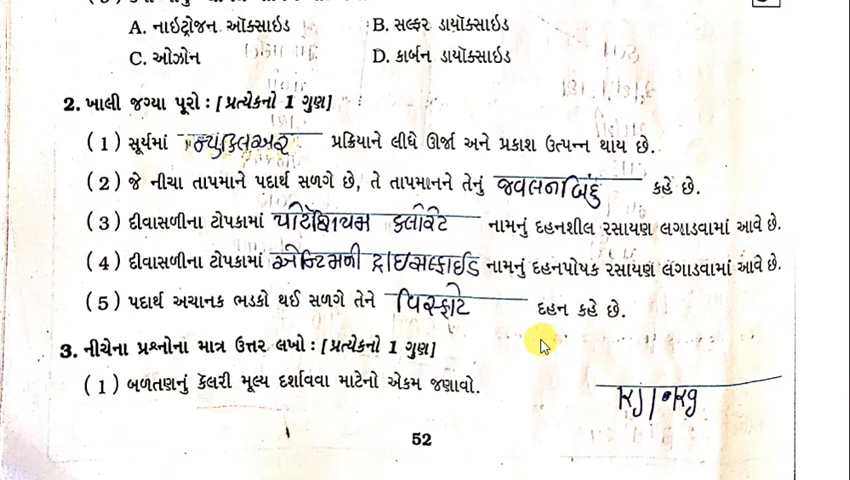 A. નાઇટ્રોજન ઑક્સાઇડ B. સલ્ફર ડાયૉક્સાઇડ
C. ઓઝોન D. કાર્બન ડાયૉક્સાઇડ
2. ખાલી જગ્યા પૂરો : [પ્રત્યેકનો 1 ગુણ]
(1) સૂર્યમાં ન્યુક્લિઅર પ્રક્રિયાને લીધે ઊર્જા અને પ્રકાશ ઉત્પન્ન થાય છે.
(2) જે નીચા તાપમાને પદાર્થ સળગે છે, તે તાપમાનને તેનું જ્વલનબિંદુ કહે છે.
(3) દીવાસળીના ટોપકામાં પોટૅશિયમ ક્લોરેટ નામનું દહનશીલ રસાયણ લગાડવામાં આવે છે.
(4) દીવાસળીના ટોપકામાં એન્ટિમની ટ્રાઇસલ્ફાઇડ નામનું દહનપોષક રસાયણ લગાડવામાં આવે છે.
(5) પદાર્થ અચાનક ભડકો થઈ સળગે તેને વિસ્ફોટ દહન કહે છે.
3. નીચેના પ્રશ્નોના માત્ર ઉત્તર લખો : [પ્રત્યેકનો 1 ગુણ]
(1) બળતણનું કૅલરી મૂલ્ય દર્શાવવા માટેનો એકમ જણાવો. KJ/Kg
52